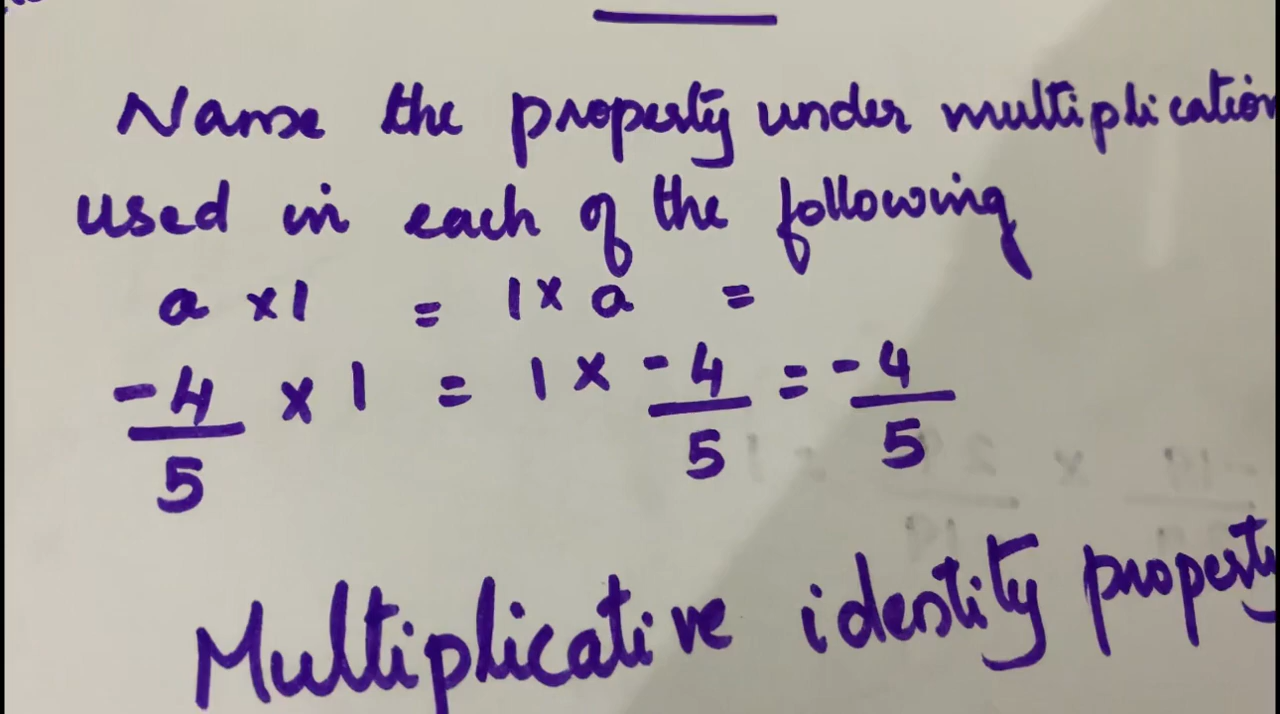 Name the property under multiplication
used in each of the following
a × 1 = 1 × a =
-4/5 × 1 = 1 × -4/5 = -4/5
Multiplicative identity property